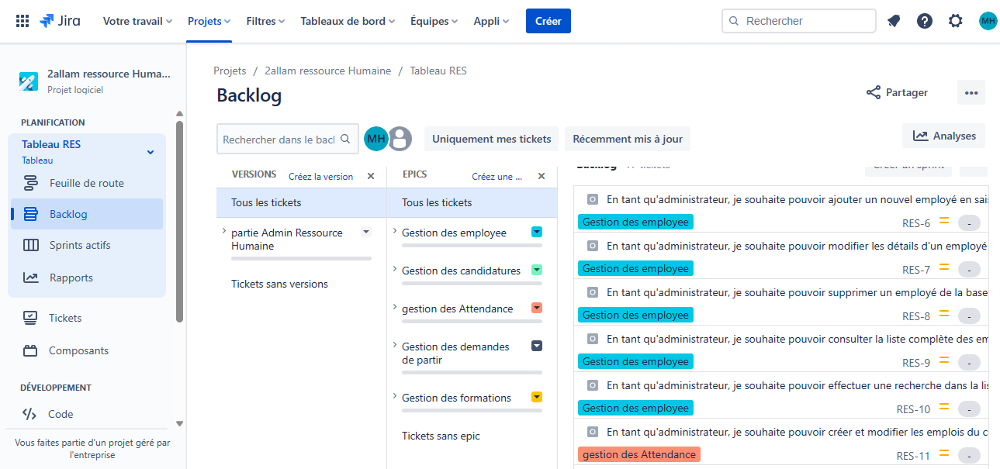 Jira
Votre travail
Projets
Filtres
Tableaux de bord
Équipes
Appli
Créer
Rechercher
MH
2allam ressource Huma...
Projet logiciel
PLANIFICATION
Tableau RES
Tableau
Feuille de route
Backlog
Sprints actifs
Rapports
Tickets
Composants
DÉVELOPPEMENT
Code
Vous faites partie d'un projet géré par
l'entreprise
Projets / 2allam ressource Humaine / Tableau RES
Backlog
Partager
Rechercher dans le bacl
MH
Uniquement mes tickets
Récemment mis à jour
Analyses
VERSIONS
Créez la version
Tous les tickets
partie Admin Ressource
Humaine
Tickets sans versions
EPICS
Créez une ...
Tous les tickets
Gestion des employee
Gestion des candidatures
gestion des Attendance
Gestion des demandes
de partir
Gestion des formations
Tickets sans epic
Backlog 17 tickets
Créer un sprint
En tant qu'administrateur, je souhaite pouvoir ajouter un nouvel employé en sais
Gestion des employee
RES-6
-
En tant qu'administrateur, je souhaite pouvoir modifier les détails d'un employé
Gestion des employee
RES-7
-
En tant qu'administrateur, je souhaite pouvoir supprimer un employé de la base
Gestion des employee
RES-8
-
En tant qu'administrateur, je souhaite pouvoir consulter la liste complète des em
Gestion des employee
RES-9
-
En tant qu'administrateur, je souhaite pouvoir effectuer une recherche dans la lis
Gestion des employee
RES-10
-
En tant qu'administrateur, je souhaite pouvoir créer et modifier les emplois du c
gestion des Attendance
RES-11
-